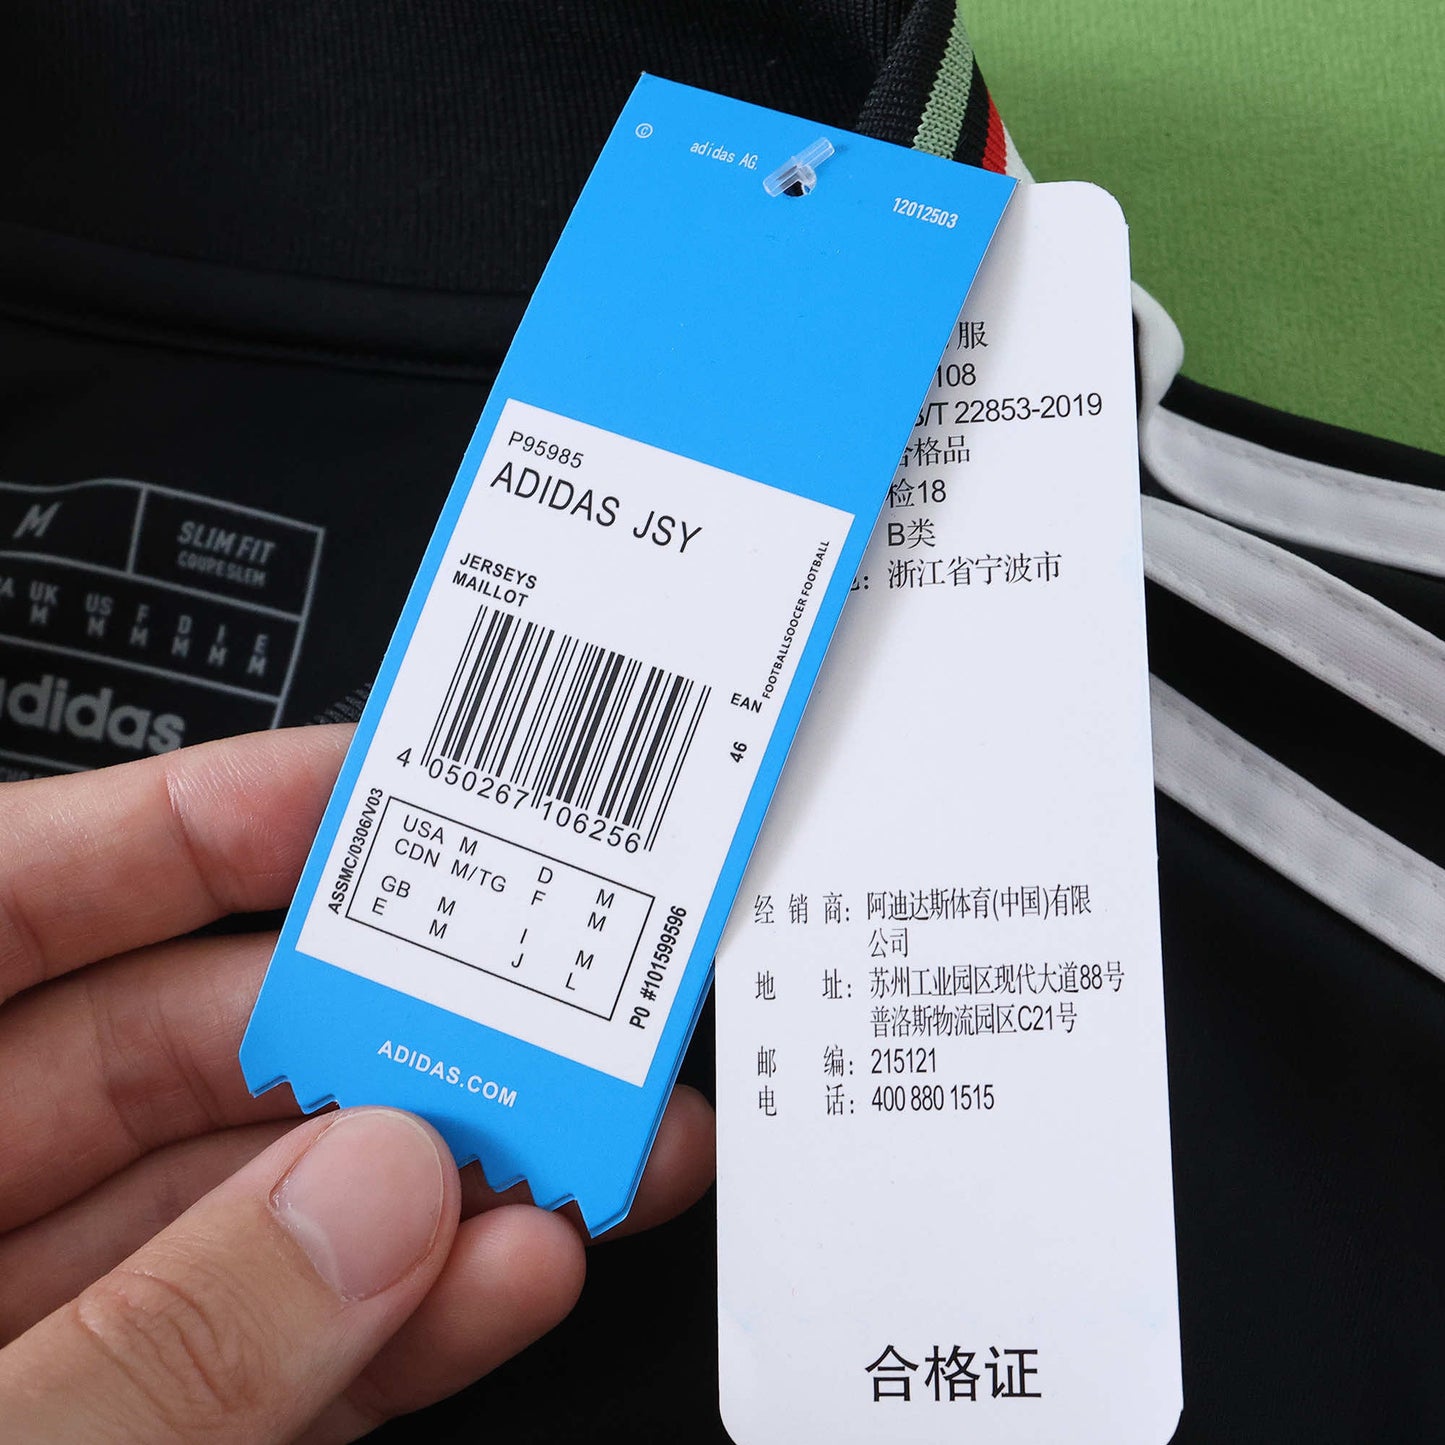 © adidas AG.
12012503
P95985
ADIDAS JSY
JERSEYS
MAILLOT
FOOTBALLSOCCER FOOTBALL
EAN
46
4 050267 106256
ASSMC/0306/V03
USA M D M
CDN M/TG F M
GB M I M
E M J L
PO #101599596
ADIDAS.COM
服
108
/T 22853-2019
合格品
检18
B类
: 浙江省宁波市
经销商: 阿迪达斯体育(中国)有限
公司
地址: 苏州工业园区现代大道88号
普洛斯物流园区C21号
邮编: 215121
电话: 400 880 1515
合格证
M
SLIM FIT
COUPE SLEM
UK US F D I E
M M M M M M
adidas